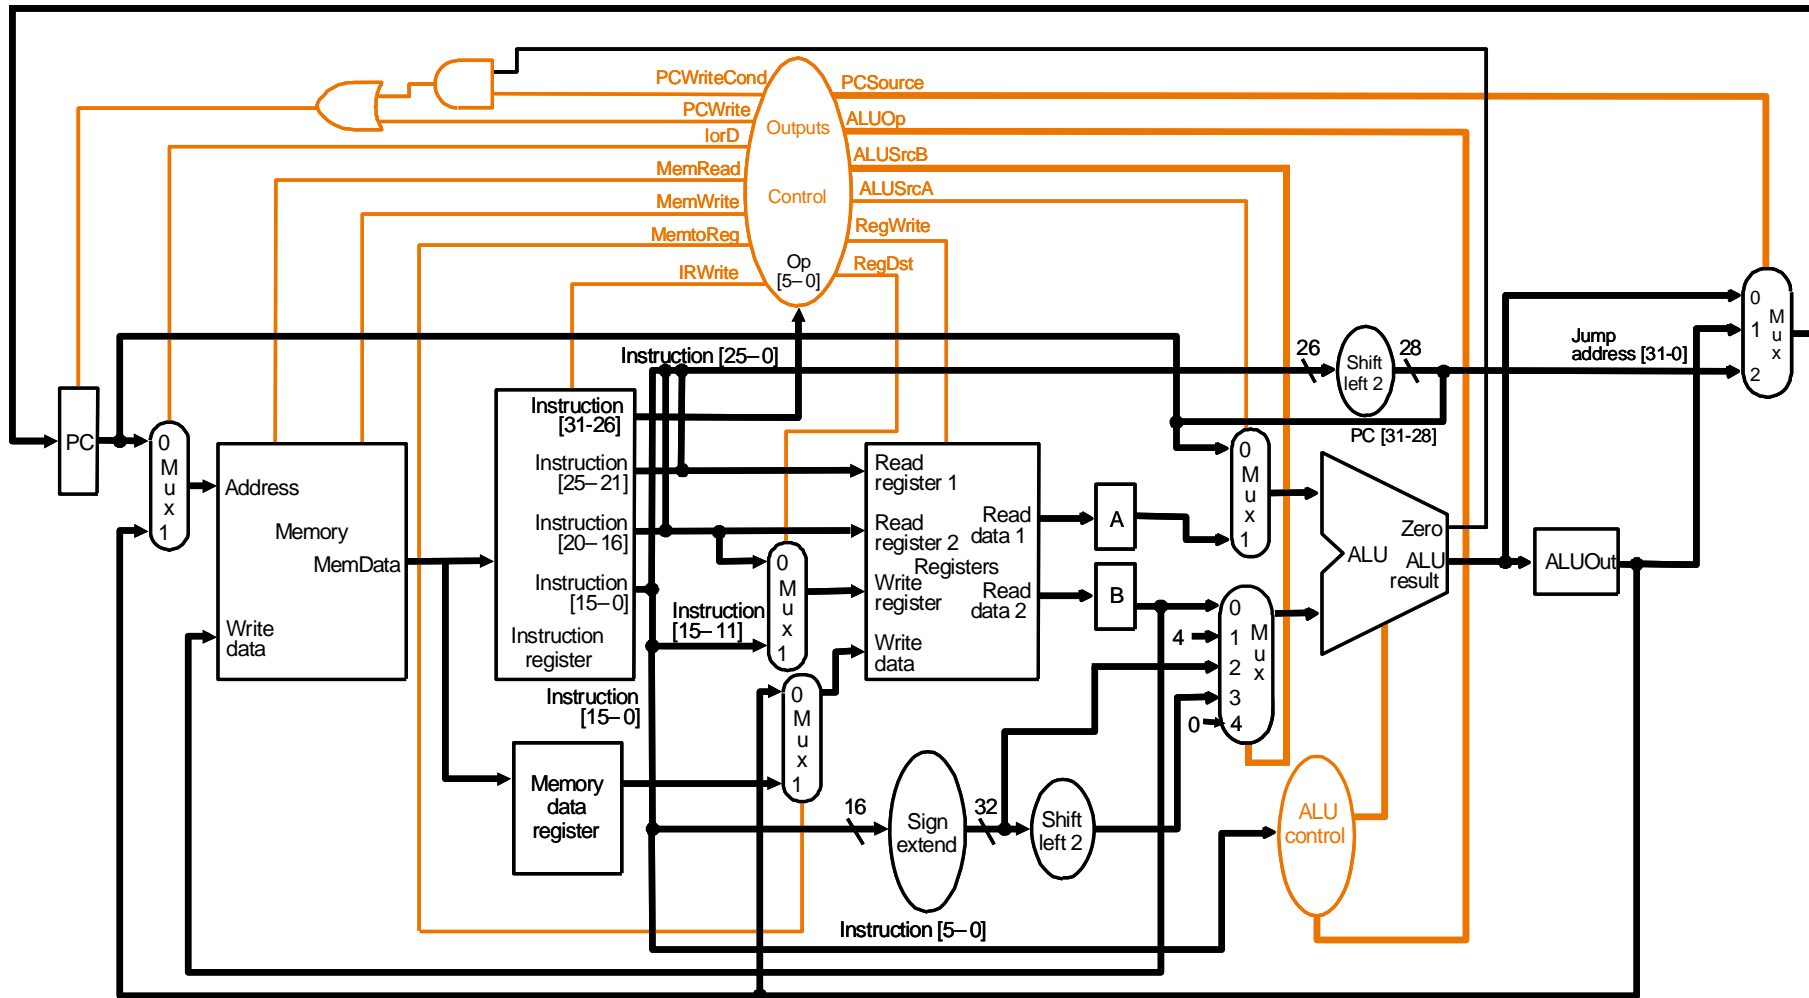 PCWriteCond
PCSource
PCWrite
ALUOp
Outputs
IorD
ALUSrcB
MemRead
ALUSrcA
Control
MemWrite
RegWrite
MemtoReg
Op
[5–0]
IRWrite
RegDst
0
M
u
x
1
2
Jump
address [31-0]
Instruction [25–0]
26
Shift
left 2
28
PC [31-28]
PC
0
M
u
x
1
Address
Memory
MemData
Write
data
Instruction
[31-26]
Instruction
[25–21]
Instruction
[20–16]
Instruction
[15–0]
Instruction
register
Instruction
[15–11]
Instruction
[15–0]
0
M
u
x
1
0
M
u
x
1
Read
register 1
Read
register 2
Registers
Write
register
Write
data
Read
data 1
Read
data 2
A
B
0
M
u
x
1
0
4
1
M
u
x
2
3
0
4
Zero
ALU
ALU
result
ALUOut
Memory
data
register
16
Sign
extend
32
Shift
left 2
ALU
control
Instruction [5–0]